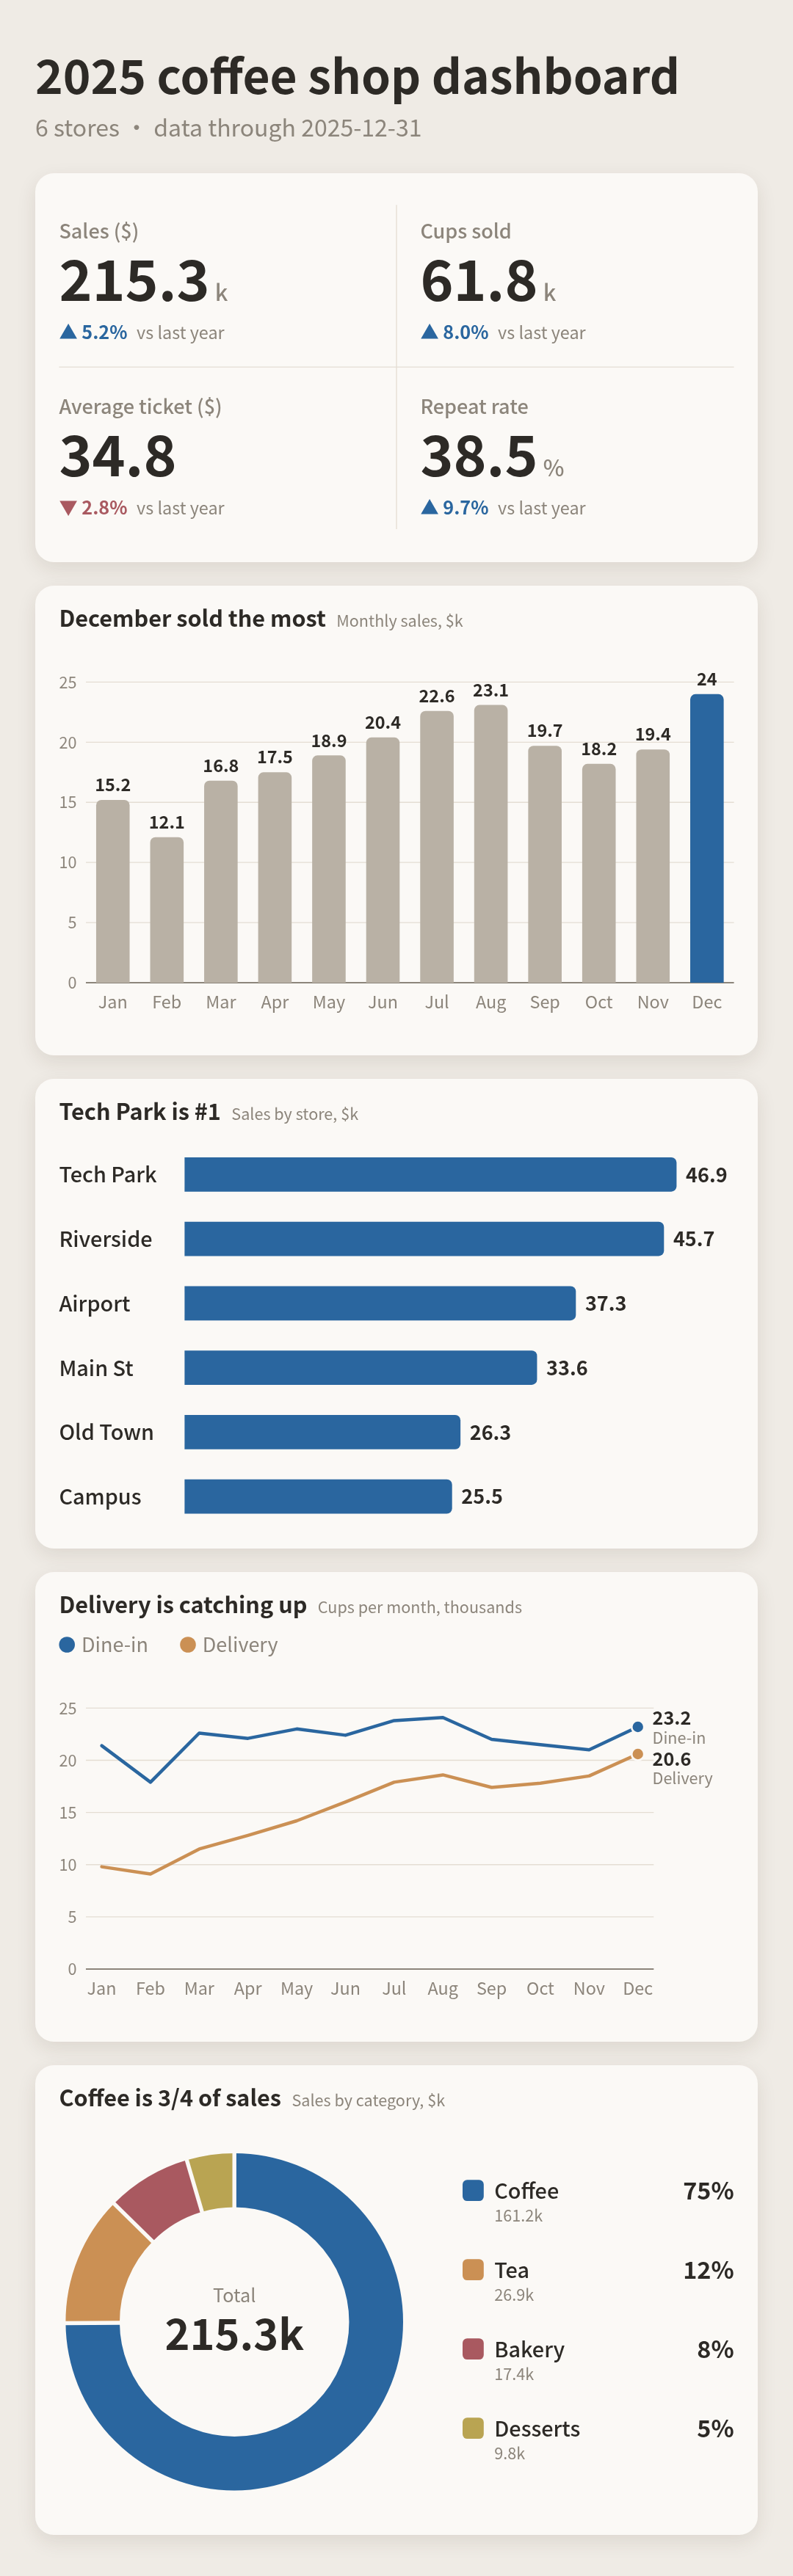 2025 coffee shop dashboard
6 stores • data through 2025-12-31
Sales ($)
215.3 k
▲ 5.2% vs last year
Cups sold
61.8 k
▲ 8.0% vs last year
Average ticket ($)
34.8
▼ 2.8% vs last year
Repeat rate
38.5 %
▲ 9.7% vs last year
December sold the most Monthly sales, $k
25
20
15
10
5
0
15.2
12.1
16.8
17.5
18.9
20.4
22.6
23.1
19.7
18.2
19.4
24
Jan Feb Mar Apr May Jun Jul Aug Sep Oct Nov Dec
Tech Park is #1 Sales by store, $k
Tech Park 46.9
Riverside 45.7
Airport 37.3
Main St 33.6
Old Town 26.3
Campus 25.5
Delivery is catching up Cups per month, thousands
Dine-in Delivery
25
20
15
10
5
0
23.2
Dine-in
20.6
Delivery
Jan Feb Mar Apr May Jun Jul Aug Sep Oct Nov Dec
Coffee is 3/4 of sales Sales by category, $k
Total
215.3k
Coffee 75%
161.2k
Tea 12%
26.9k
Bakery 8%
17.4k
Desserts 5%
9.8k